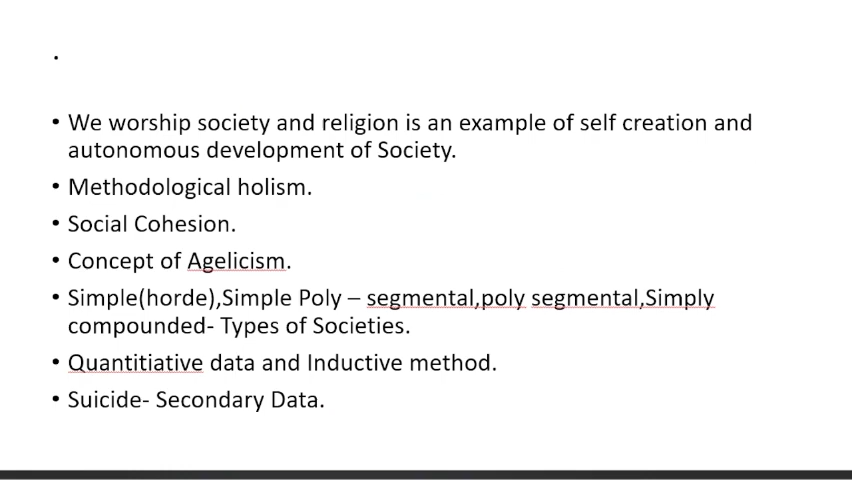 .
• We worship society and religion is an example of self creation and
autonomous development of Society.
• Methodological holism.
• Social Cohesion.
• Concept of Agelicism.
• Simple(horde),Simple Poly – segmental,poly segmental,Simply
compounded- Types of Societies.
• Quantitiative data and Inductive method.
• Suicide- Secondary Data.